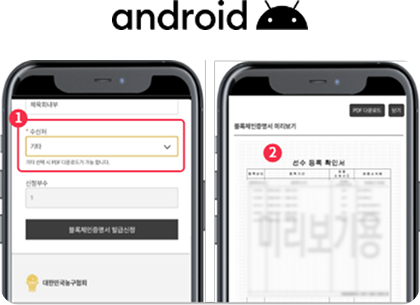 android
체육회내부
1
* 수신처
기타
기타 선택 시 PDF 다운로드가 가능 합니다.
신청부수
1
블록체인증명서 발급신청
대한민국농구협회
PDF 다운로드
닫기
블록체인증명서 미리보기
2
선수 등록 확인서
미리보기용